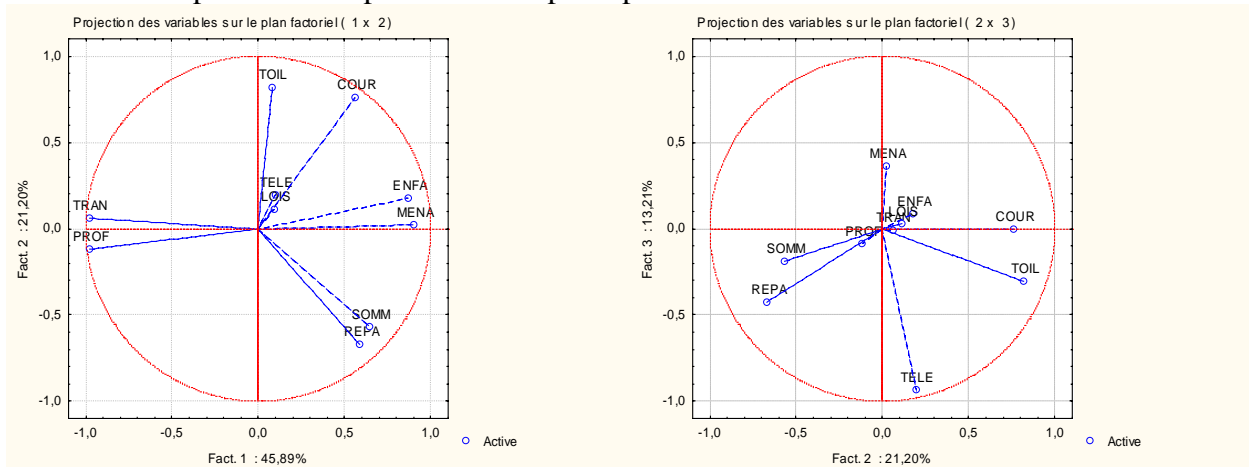 Projection des variables sur le plan factoriel ( 1 x 2)
1,0
TOIL
COUR
0,5
TELE
LOIS
ENFA
TRAN
MENA
0,0
PROF
-0,5
SOMM
REPA
-1,0
-1,0 -0,5 0,0 0,5 1,0
Active
Fact. 1 : 45,89%
Fact. 2 : 21,20%
Projection des variables sur le plan factoriel ( 2 x 3)
1,0
0,5
MENA
ENFA
LOIS
TRAN
COUR
0,0
PROF
SOMM
TOIL
REPA
-0,5
TELE
-1,0
-1,0 -0,5 0,0 0,5 1,0
Active
Fact. 2 : 21,20%
Fact. 3 : 13,21%